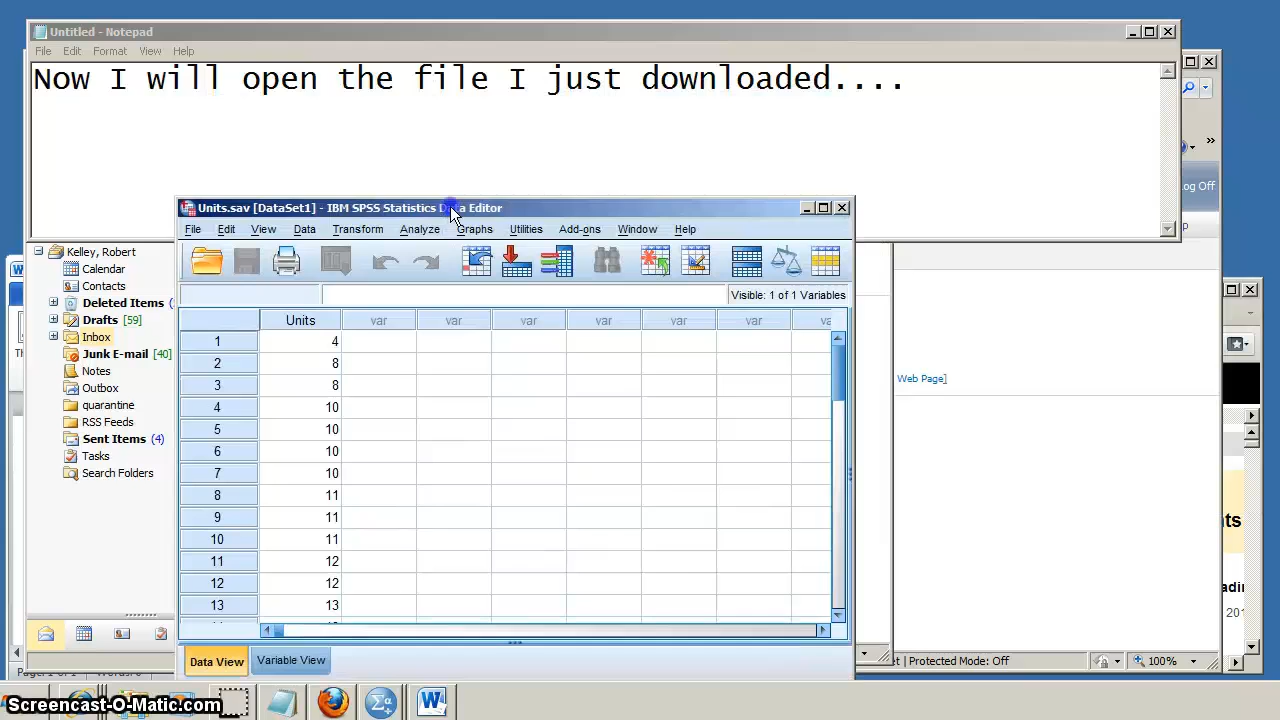 Untitled - Notepad
File Edit Format View Help
Now I will open the file I just downloaded....
Log Off
Units.sav [DataSet1] - IBM SPSS Statistics Data Editor
File Edit View Data Transform Analyze Graphs Utilities Add-ons Window Help
Visible: 1 of 1 Variables
Units var var var var var var
1 4
2 8
3 8
4 10
5 10
6 10
7 10
8 11
9 11
10 11
11 12
12 12
13 13
Data View Variable View
Kelley, Robert
Calendar
Contacts
Deleted Items
Drafts [59]
Inbox
Junk E-mail [40]
Notes
Outbox
quarantine
RSS Feeds
Sent Items (4)
Tasks
Search Folders
Web Page]
| Protected Mode: Off
100%
Screencast-O-Matic.com